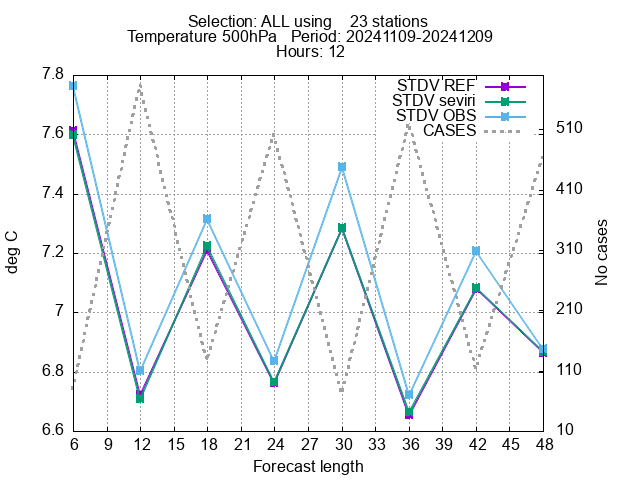 Selection: ALL using    23 stations
Temperature 500hPa   Period: 20241109-20241209
Hours: 12
STDV REF
STDV seviri
STDV OBS
CASES
7.8
7.6
7.4
7.2
7
6.8
6.6
deg C
510
410
310
210
110
10
No cases
6 9 12 15 18 21 24 27 30 33 36 39 42 45 48
Forecast length